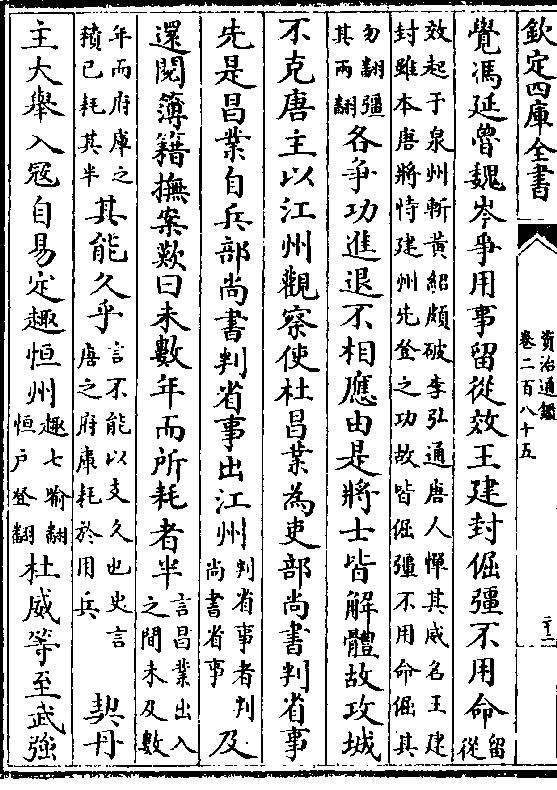 欽定四庫全書
資治通鑑
卷二百八十五
二十三
覺馮延魯魏岑爭用事留從效王建封倔彊不用命留從
效起于泉州斬黃紹頗破李弘通唐人憚其威名王建
封雖本唐將恃建州先登之功故皆倔彊不用命倔其
勿翻彊
其兩翻
各爭功進退不相應由是將士皆解體故攻城
不克唐主以江州觀察使杜昌業為吏部尚書判省事
先是昌業自兵部尚書判省事出江州判省事者判
尚書省事
及
還閱簿籍撫案歎曰未數年而所耗者半言昌業出入
之間未及數
年而府庫之
積已耗其半
其能久乎言不能以支久也史言
唐之府庫耗於用兵
契丹
主大舉入冦自易定趣恒州趣七喻翻
恒戶登翻
杜威等至武強